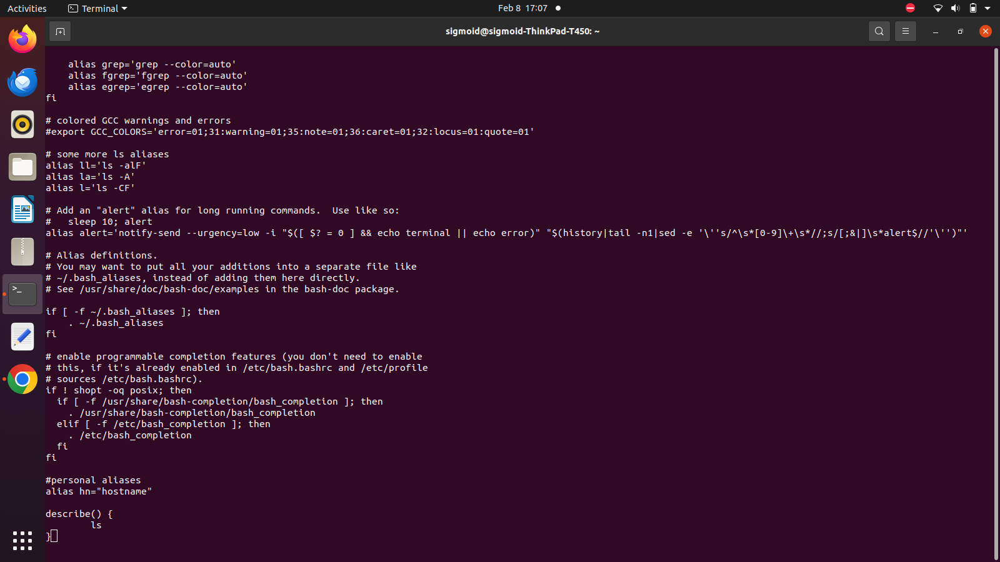 Activities
Terminal
Feb 8 17:07
sigmoid@sigmoid-ThinkPad-T450: ~
    alias grep='grep --color=auto'
    alias fgrep='fgrep --color=auto'
    alias egrep='egrep --color=auto'
fi
# colored GCC warnings and errors
#export GCC_COLORS='error=01;31:warning=01;35:note=01;36:caret=01;32:locus=01:quote=01'
# some more ls aliases
alias ll='ls -alF'
alias la='ls -A'
alias l='ls -CF'
# Add an "alert" alias for long running commands.  Use like so:
#   sleep 10; alert
alias alert='notify-send --urgency=low -i "$([ $? = 0 ] && echo terminal || echo error)" "$(history|tail -n1|sed -e '\''s/^\s*[0-9]\+\s*//;s/[;&|]\s*alert$//'\'')"'
# Alias definitions.
# You may want to put all your additions into a separate file like
# ~/.bash_aliases, instead of adding them here directly.
# See /usr/share/doc/bash-doc/examples in the bash-doc package.
if [ -f ~/.bash_aliases ]; then
    . ~/.bash_aliases
fi
# enable programmable completion features (you don't need to enable
# this, if it's already enabled in /etc/bash.bashrc and /etc/profile
# sources /etc/bash.bashrc).
if ! shopt -oq posix; then
  if [ -f /usr/share/bash-completion/bash_completion ]; then
    . /usr/share/bash-completion/bash_completion
  elif [ -f /etc/bash_completion ]; then
    . /etc/bash_completion
  fi
fi
#personal aliases
alias hn="hostname"
describe() {
        ls
}